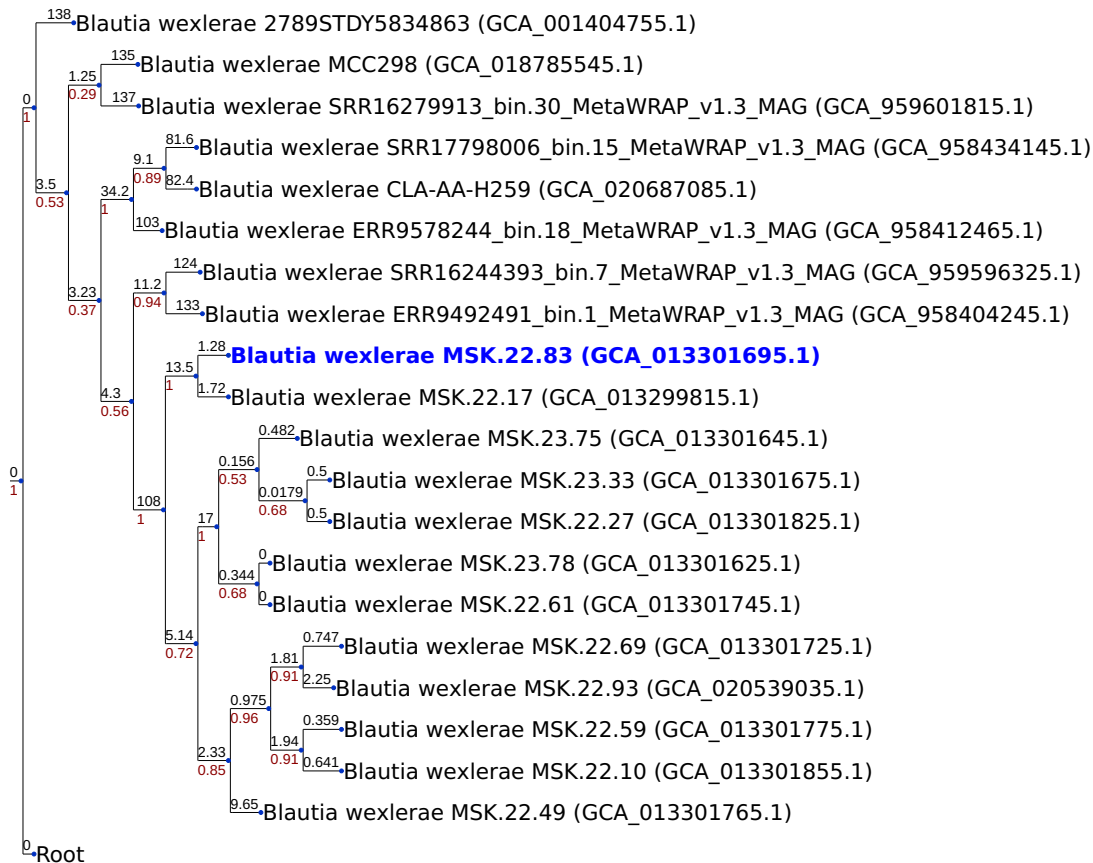 138
Blautia wexlerae 2789STDY5834863 (GCA_001404755.1)
135
Blautia wexlerae MCC298 (GCA_018785545.1)
1.25
0.29
137
Blautia wexlerae SRR16279913_bin.30_MetaWRAP_v1.3_MAG (GCA_959601815.1)
0
1
81.6
Blautia wexlerae SRR17798006_bin.15_MetaWRAP_v1.3_MAG (GCA_958434145.1)
9.1
0.89
82.4
Blautia wexlerae CLA-AA-H259 (GCA_020687085.1)
3.5
0.53
34.2
1
103
Blautia wexlerae ERR9578244_bin.18_MetaWRAP_v1.3_MAG (GCA_958412465.1)
124
Blautia wexlerae SRR16244393_bin.7_MetaWRAP_v1.3_MAG (GCA_959596325.1)
11.2
0.94
3.23
0.37
133
Blautia wexlerae ERR9492491_bin.1_MetaWRAP_v1.3_MAG (GCA_958404245.1)
1.28
Blautia wexlerae MSK.22.83 (GCA_013301695.1)
13.5
1
1.72
Blautia wexlerae MSK.22.17 (GCA_013299815.1)
4.3
0.56
0.482
Blautia wexlerae MSK.23.75 (GCA_013301645.1)
0.156
0.53
0
1
0.5
Blautia wexlerae MSK.23.33 (GCA_013301675.1)
0.0179
0.68
108
1
0.5
Blautia wexlerae MSK.22.27 (GCA_013301825.1)
17
1
0
Blautia wexlerae MSK.23.78 (GCA_013301625.1)
0.344
0.68
0
Blautia wexlerae MSK.22.61 (GCA_013301745.1)
5.14
0.72
0.747
Blautia wexlerae MSK.22.69 (GCA_013301725.1)
1.81
0.91
2.25
Blautia wexlerae MSK.22.93 (GCA_020539035.1)
0.975
0.96
0.359
Blautia wexlerae MSK.22.59 (GCA_013301775.1)
1.94
0.91
2.33
0.85
0.641
Blautia wexlerae MSK.22.10 (GCA_013301855.1)
9.65
Blautia wexlerae MSK.22.49 (GCA_013301765.1)
0
Root